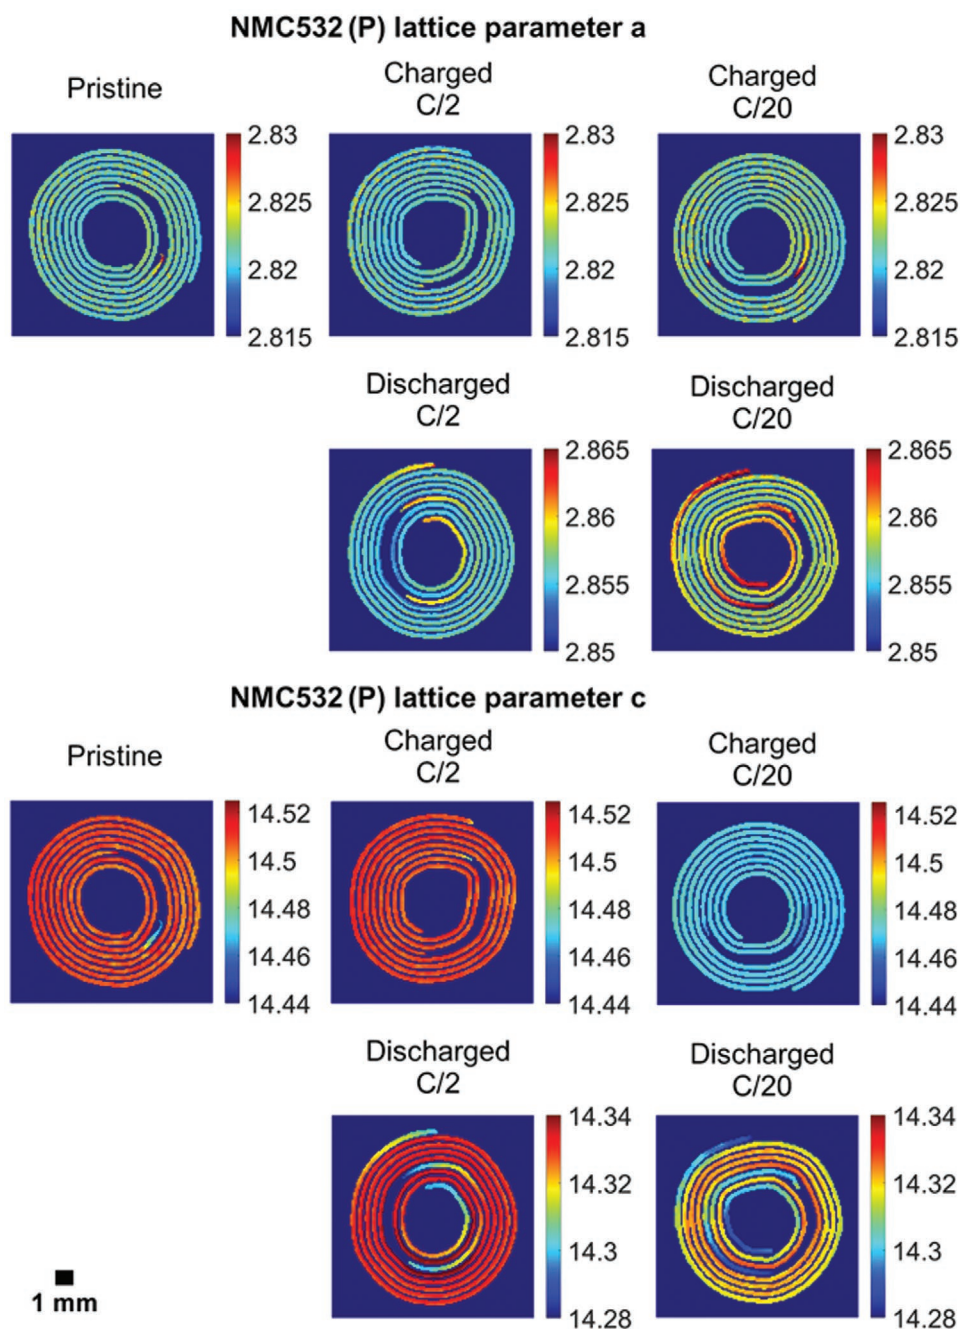 NMC532 (P) lattice parameter a
Pristine
Charged
C/2
Charged
C/20
2.83
2.825
2.82
2.815
2.83
2.825
2.82
2.815
2.83
2.825
2.82
2.815
Discharged
C/2
Discharged
C/20
2.865
2.86
2.855
2.85
2.865
2.86
2.855
2.85
NMC532 (P) lattice parameter c
Pristine
Charged
C/2
Charged
C/20
14.52
14.5
14.48
14.46
14.44
14.52
14.5
14.48
14.46
14.44
14.52
14.5
14.48
14.46
14.44
Discharged
C/2
Discharged
C/20
14.34
14.32
14.3
14.28
14.34
14.32
14.3
14.28
1 mm